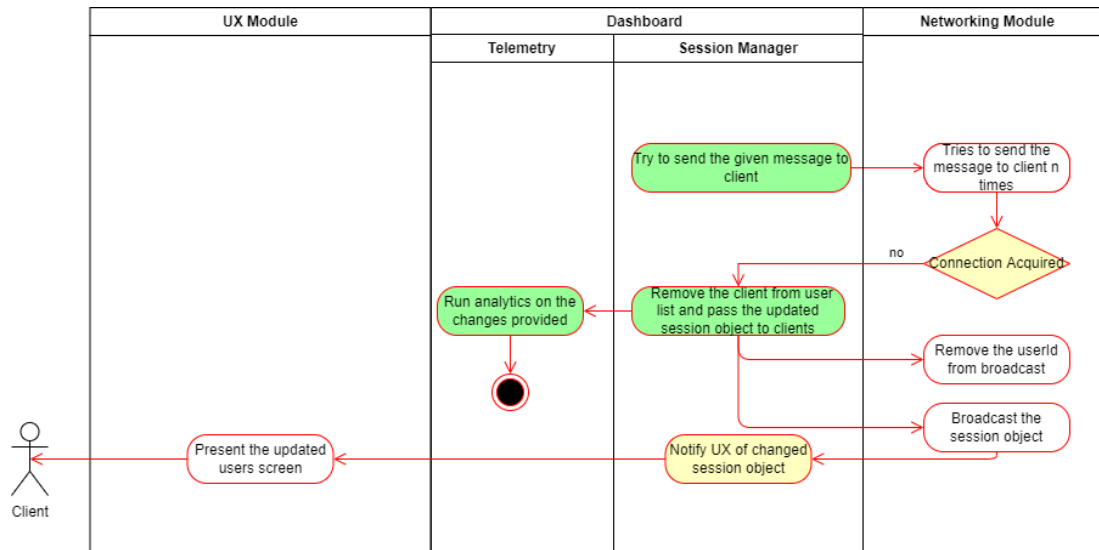 UX Module
Dashboard
Networking Module
Telemetry
Session Manager
Try to send the given message to
client
Tries to send the
message to client n
times
no
Connection Acquired
Run analytics on the
changes provided
Remove the client from user
list and pass the updated
session object to clients
Remove the userId
from broadcast
Broadcast the
session object
Present the updated
users screen
Notify UX of changed
session object
Client